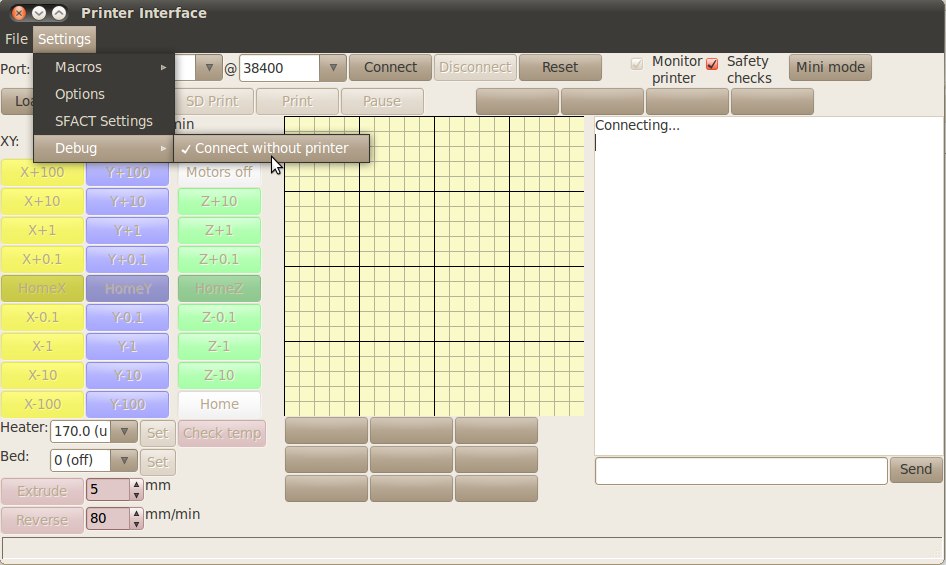 Printer Interface
File Settings
Port: @ 38400 Connect Disconnect Reset Monitor printer Safety checks Mini mode
Macros
Options
SFACT Settings
Debug
✓ Connect without printer
Loa SD Print Print Pause
XY: min
Connecting...
X+100 Y+100 Motors off
X+10 Y+10 Z+10
X+1 Y+1 Z+1
X+0.1 Y+0.1 Z+0.1
HomeX HomeY HomeZ
X-0.1 Y-0.1 Z-0.1
X-1 Y-1 Z-1
X-10 Y-10 Z-10
X-100 Y-100 Home
Heater: 170.0 (u Set Check temp
Bed: 0 (off) Set
Extrude 5 mm
Reverse 80 mm/min
Send